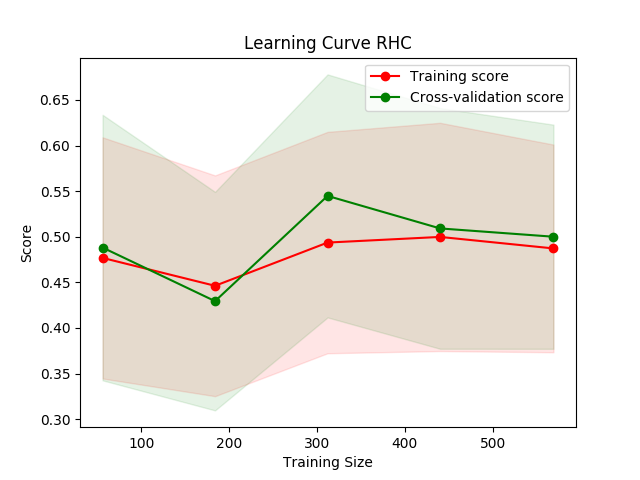 Learning Curve RHC
Training score
Cross-validation score
0.65
0.60
0.55
0.50
0.45
0.40
0.35
0.30
Score
100 200 300 400 500
Training Size